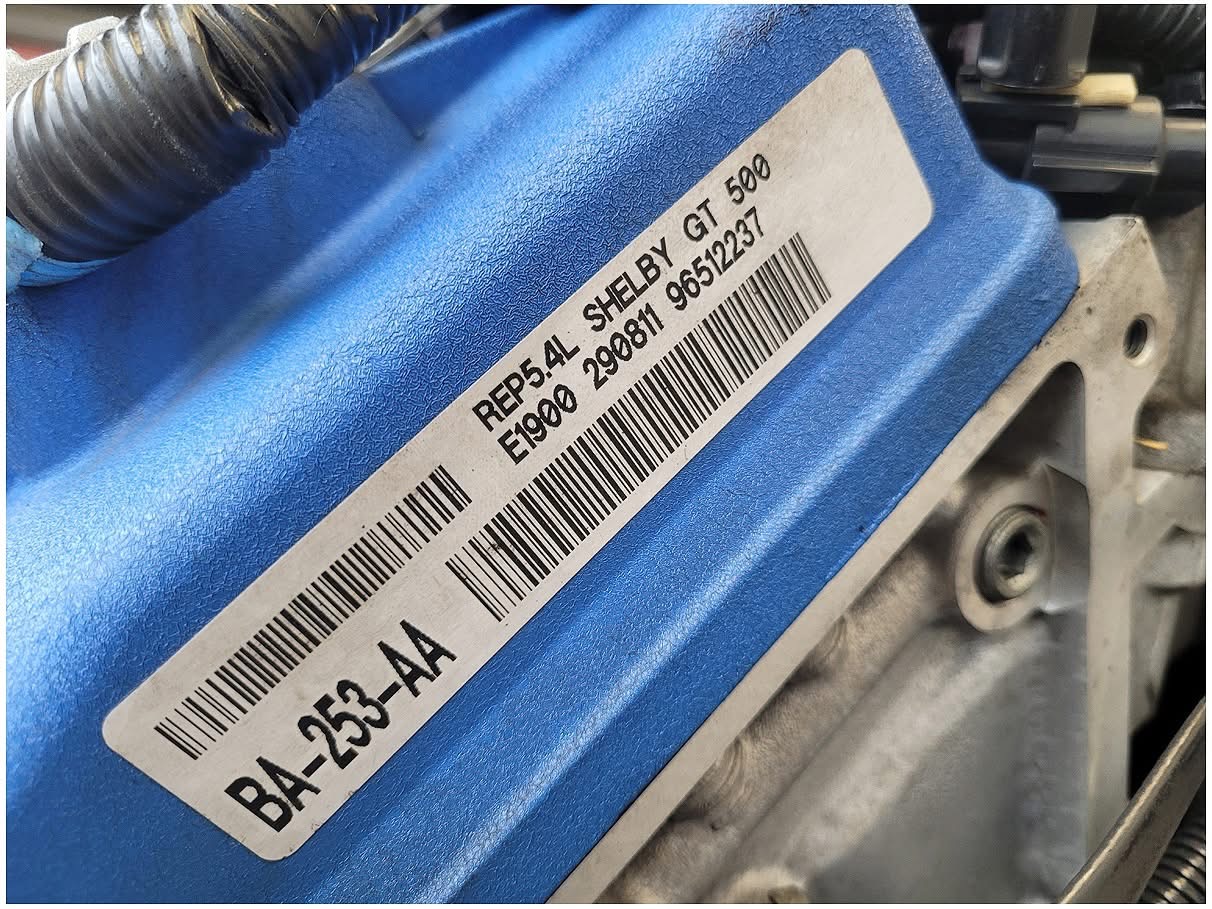 REP5.4L SHELBY GT 500
E1900 290811 96512237
BA-253-AA